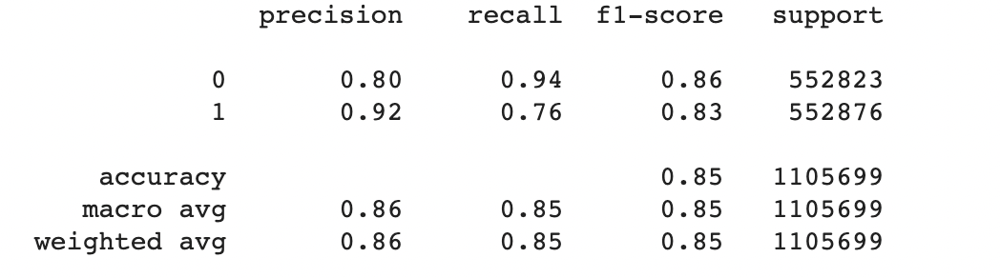 precision recall f1-score support
0 0.80 0.94 0.86 552823
1 0.92 0.76 0.83 552876
accuracy 0.85 1105699
macro avg 0.86 0.85 0.85 1105699
weighted avg 0.86 0.85 0.85 1105699